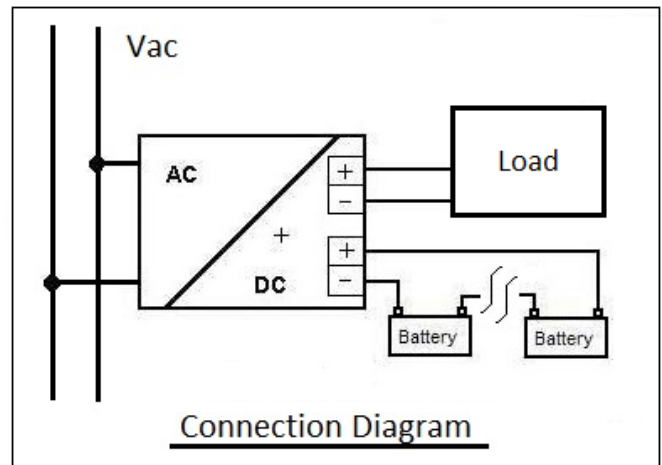 Vac
AC
+
Load
−
+
+
DC
−
Battery
Battery
Connection Diagram